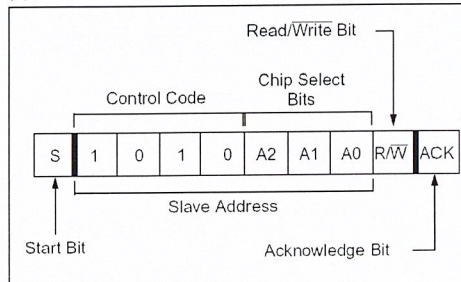 Read/Write Bit
Chip Select
Control Code Bits
S 1 0 1 0 A2 A1 A0 R/W ACK
Slave Address
Start Bit
Acknowledge Bit